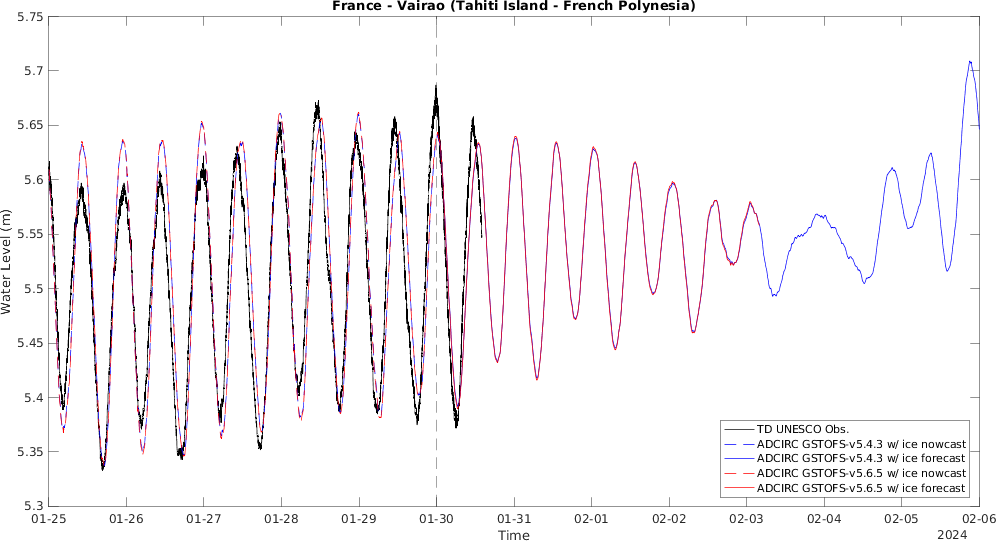 France - Vairao (Tahiti Island - French Polynesia)
5.75
5.7
5.65
5.6
5.55
5.5
5.45
5.4
5.35
5.3
Water Level (m)
TD UNESCO Obs.
ADCIRC GSTOFS-v5.4.3 w/ ice nowcast
ADCIRC GSTOFS-v5.4.3 w/ ice forecast
ADCIRC GSTOFS-v5.6.5 w/ ice nowcast
ADCIRC GSTOFS-v5.6.5 w/ ice forecast
01-25 01-26 01-27 01-28 01-29 01-30 01-31 02-01 02-02 02-03 02-04 02-05 02-06
Time
2024